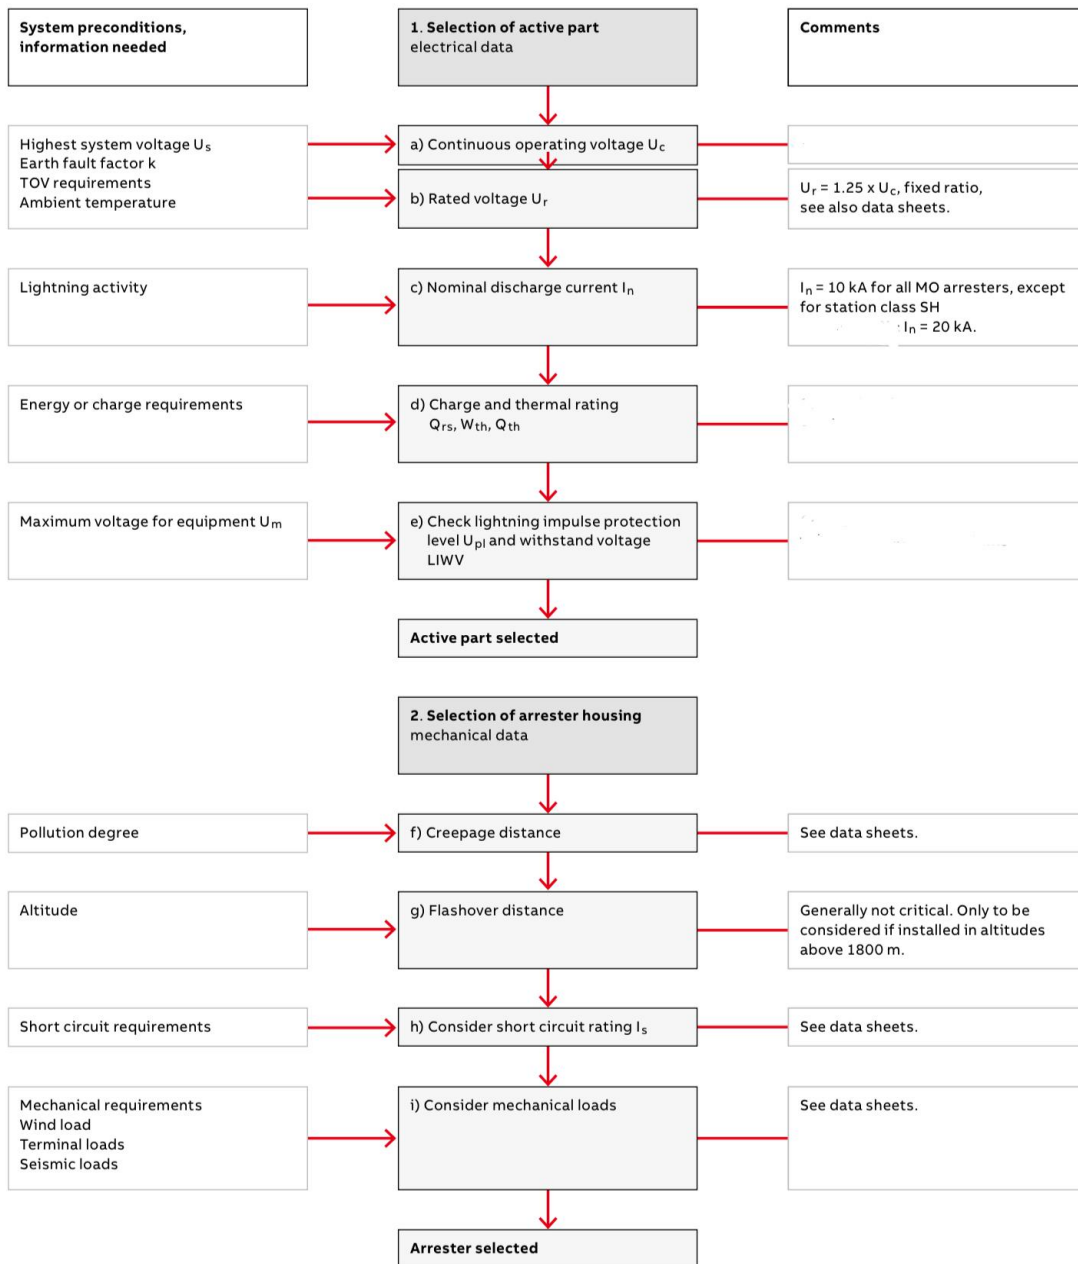 System preconditions,
information needed
1. Selection of active part
electrical data
Comments
Highest system voltage Us
Earth fault factor k
TOV requirements
Ambient temperature
a) Continuous operating voltage Uc
b) Rated voltage Ur
Ur = 1.25 x Uc, fixed ratio,
see also data sheets.
Lightning activity
c) Nominal discharge current In
In = 10 kA for all MO arresters, except
for station class SH
In = 20 kA.
Energy or charge requirements
d) Charge and thermal rating
Qrs, Wth, Qth
Maximum voltage for equipment Um
e) Check lightning impulse protection
level Upl and withstand voltage
LIWV
Active part selected
2. Selection of arrester housing
mechanical data
Pollution degree
f) Creepage distance
See data sheets.
Altitude
g) Flashover distance
Generally not critical. Only to be
considered if installed in altitudes
above 1800 m.
Short circuit requirements
h) Consider short circuit rating Is
See data sheets.
Mechanical requirements
Wind load
Terminal loads
Seismic loads
i) Consider mechanical loads
See data sheets.
Arrester selected